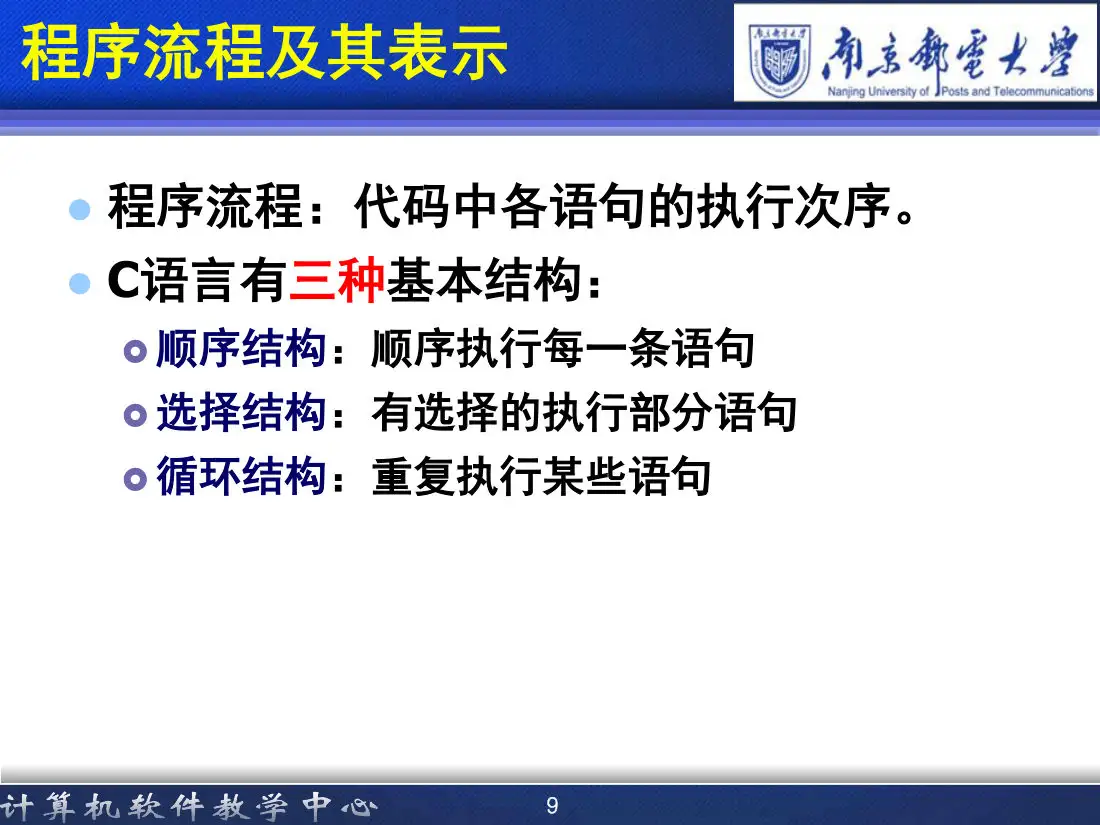 程序流程及其表示
南京邮电大学
Nanjing University of Posts and Telecommunications
程序流程：代码中各语句的执行次序。
C语言有三种基本结构：
顺序结构：顺序执行每一条语句
选择结构：有选择的执行部分语句
循环结构：重复执行某些语句
计算机软件教学中心
9